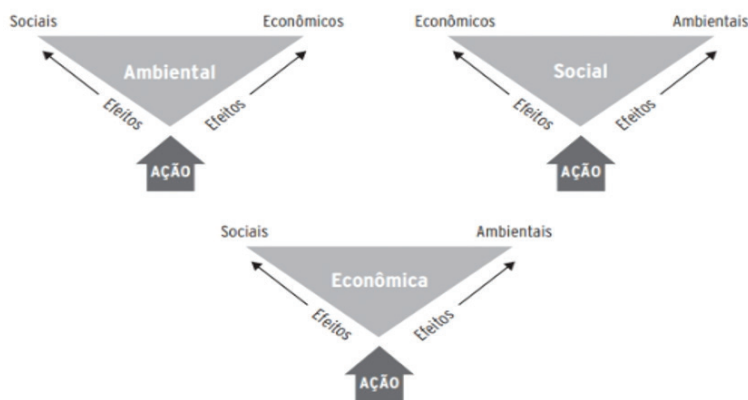 Sociais
Econômicos
Ambiental
Efeitos
Efeitos
AÇÃO
Econômicos
Ambientais
Social
Efeitos
Efeitos
AÇÃO
Sociais
Ambientais
Econômica
Efeitos
Efeitos
AÇÃO